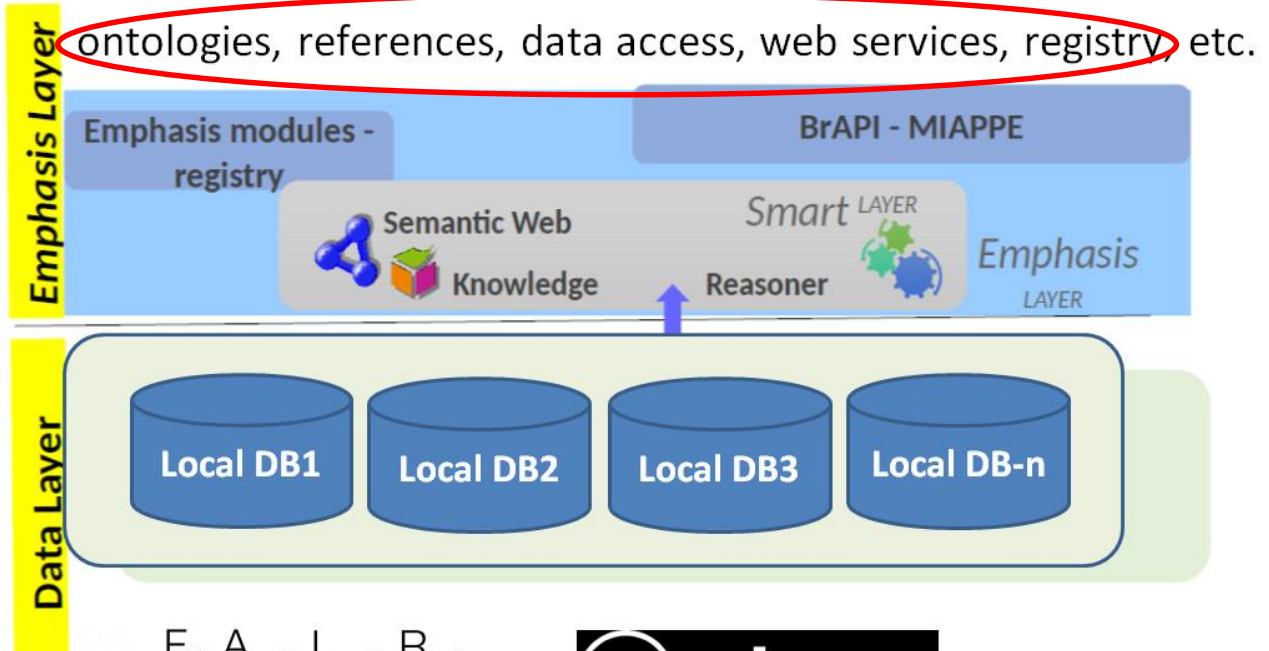 Emphasis Layer
ontologies, references, data access, web services, registry, etc.
Emphasis modules -
registry
BrAPI - MIAPPE
Semantic Web
Knowledge
Smart LAYER
Reasoner
Emphasis
LAYER
Data Layer
Local DB1
Local DB2
Local DB3
Local DB-n
F A I R